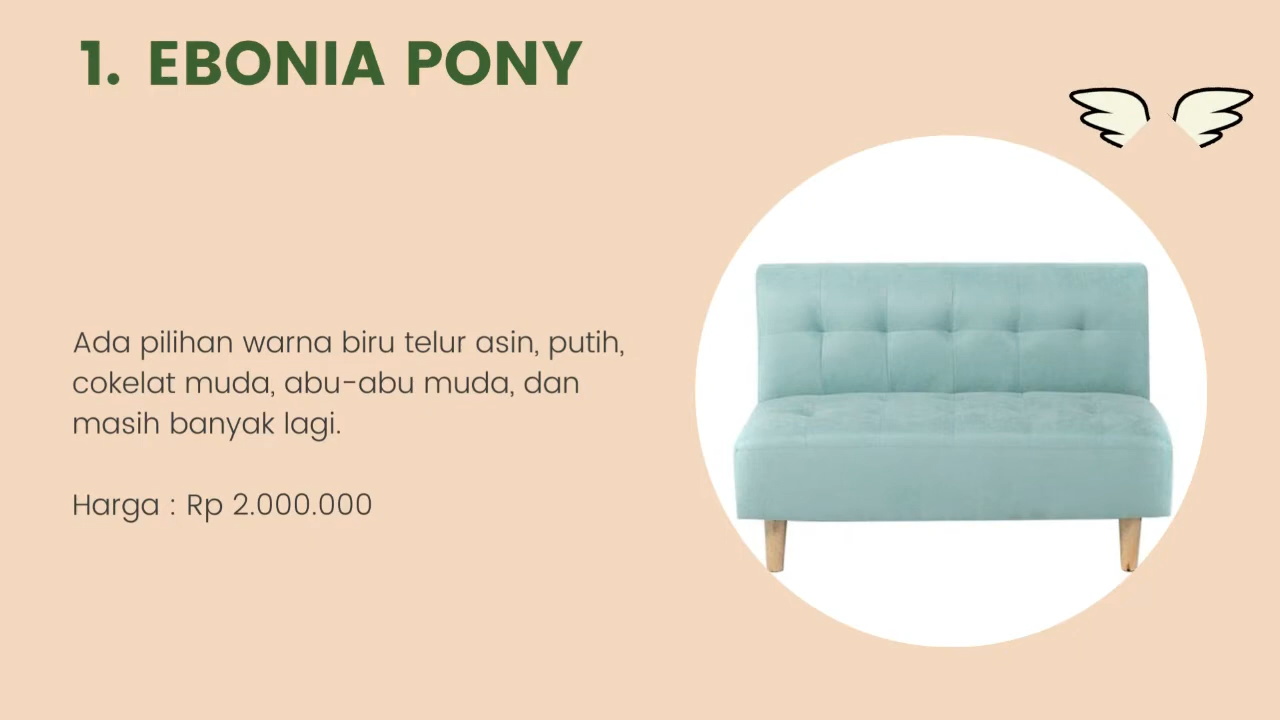 1. EBONIA PONY
Ada pilihan warna biru telur asin, putih,
cokelat muda, abu-abu muda, dan
masih banyak lagi.
Harga : Rp 2.000.000